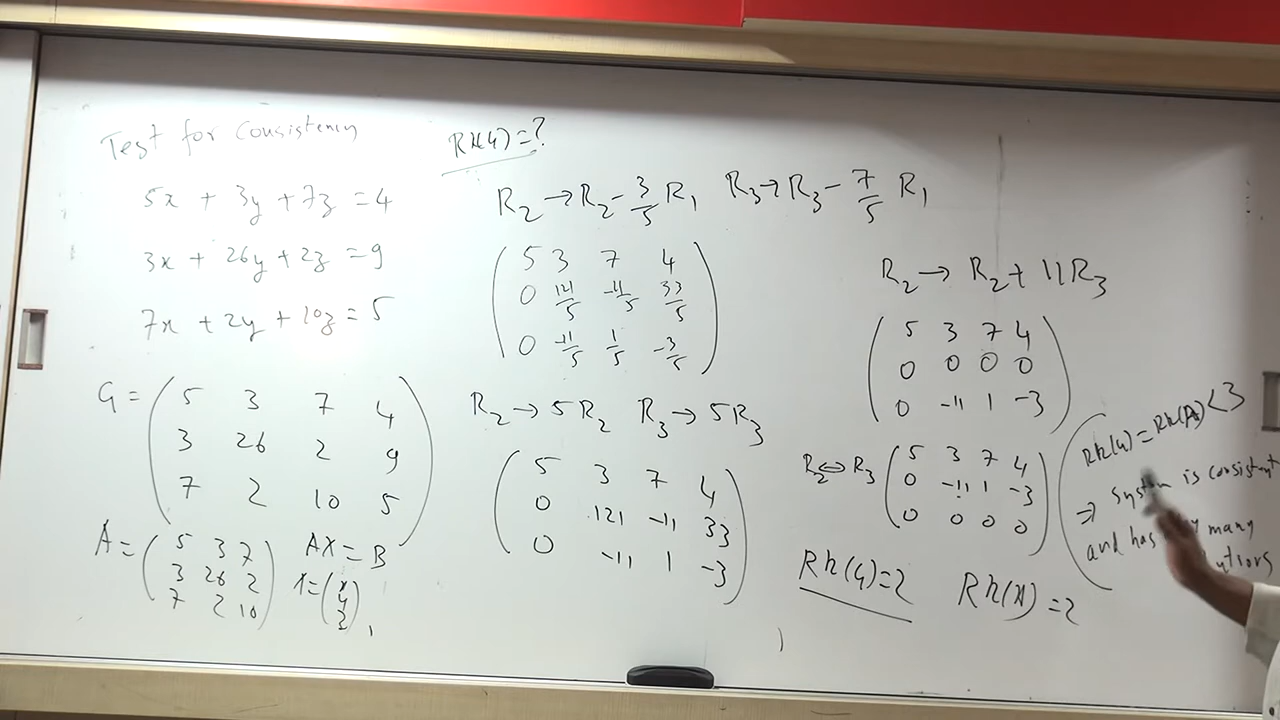 Test for Consistency
5x + 3y + 7z = 4
3x + 26y + 2z = 9
7x + 2y + 10z = 5
G = ( 5 3 7 4
3 26 2 9
7 2 10 5 )
A = ( 5 3 7
3 26 2
7 2 10 )
AX = B
X = ( x
y
z ) ,
Rk(G) = ?
R₂ → R₂ - 3/5 R₁ R₃ → R₃ - 7/5 R₁
( 5 3 7 4
0 121/5 -11/5 33/5
0 -11/5 1/5 -3/5 )
R₂ → 5R₂ R₃ → 5R₃
( 5 3 7 4
0 121 -11 33
0 -11 1 -3 )
R₂ → R₂ + 11R₃
( 5 3 7 4
0 0 0 0
0 -11 1 -3 )
R₂ ↔ R₃ ( 5 3 7 4
0 -11 1 -3
0 0 0 0 )
Rk(G) = 2 Rk(A) = 2
Rk(G) = Rk(A) < 3
⇒ System is consistent
and has many